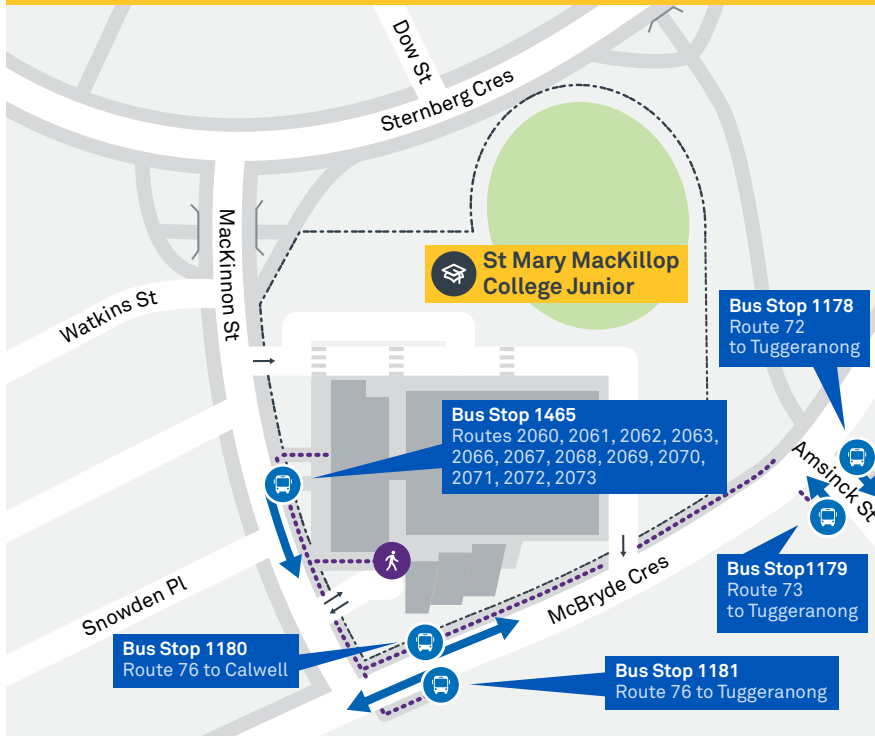 Dow St
Sternberg Cres
MacKinnon St
St Mary MacKillop
College Junior
Watkins St
Bus Stop 1178
Route 72
to Tuggeranong
Bus Stop 1465
Routes 2060, 2061, 2062, 2063,
2066, 2067, 2068, 2069, 2070,
2071, 2072, 2073
Amsinck St
Bus Stop1179
Route 73
to Tuggeranong
McBryde Cres
Snowden Pl
Bus Stop 1180
Route 76 to Calwell
Bus Stop 1181
Route 76 to Tuggeranong